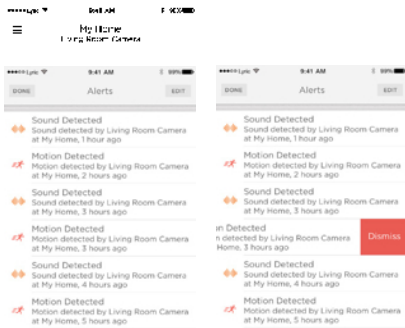 Lyric 9:41 AM
My Home
Living Room Camera
Lyric 9:41 AM 99%
DONE Alerts EDIT
Sound Detected
Sound detected by Living Room Camera
at My Home, 1 hour ago
Motion Detected
Motion detected by Living Room Camera
at My Home, 2 hours ago
Sound Detected
Sound detected by Living Room Camera
at My Home, 3 hours ago
Motion Detected
Motion detected by Living Room Camera
at My Home, 3 hours ago
Sound Detected
Sound detected by Living Room Camera
at My Home, 4 hours ago
Motion Detected
Motion detected by Living Room Camera
at My Home, 5 hours ago
Lyric 9:41 AM 99%
DONE Alerts EDIT
Sound Detected
Sound detected by Living Room Camera
at My Home, 1 hour ago
Motion Detected
Motion detected by Living Room Camera
at My Home, 2 hours ago
Sound Detected
Sound detected by Living Room Camera
at My Home, 3 hours ago
n Detected
n detected by Living Room Camera
Home, 3 hours ago
Dismiss
Sound Detected
Sound detected by Living Room Camera
at My Home, 4 hours ago
Motion Detected
Motion detected by Living Room Camera
at My Home, 5 hours ago